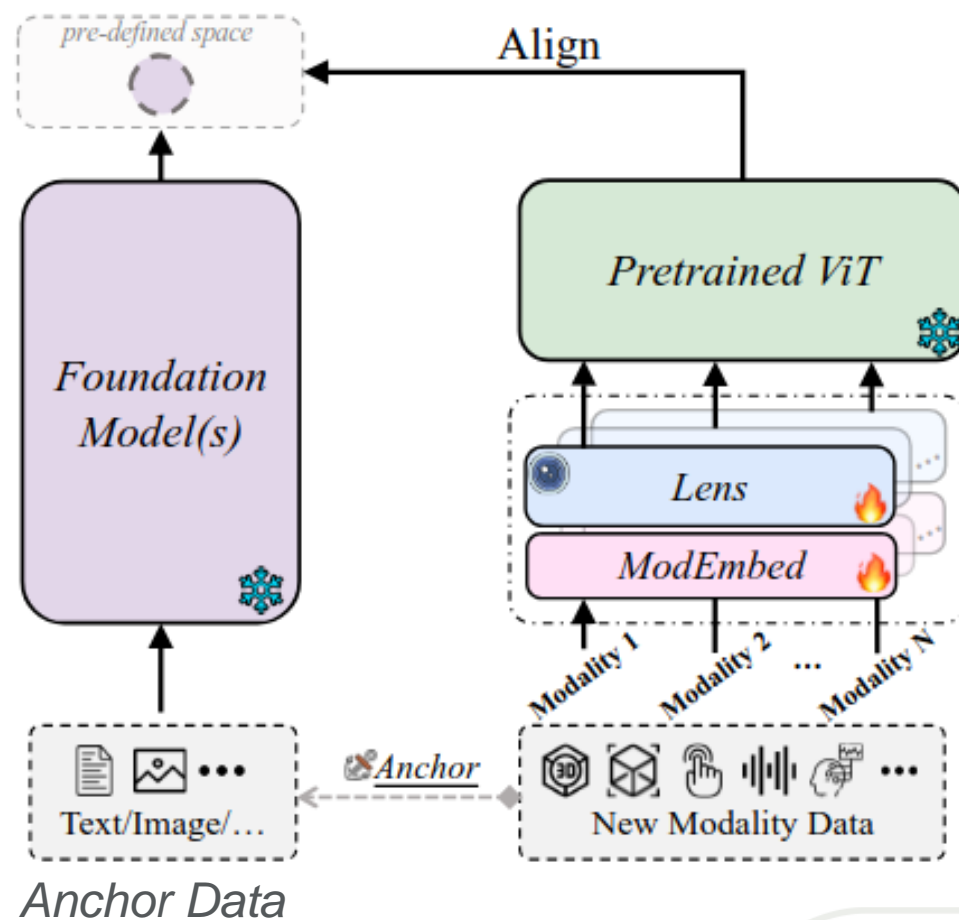 pre-defined space
Align
Foundation
Model(s)
Pretrained ViT
Lens
...
ModEmbed
...
Modality 1
Modality 2
...
Modality N
Anchor
3D
Text/Image/...
New Modality Data
Anchor Data